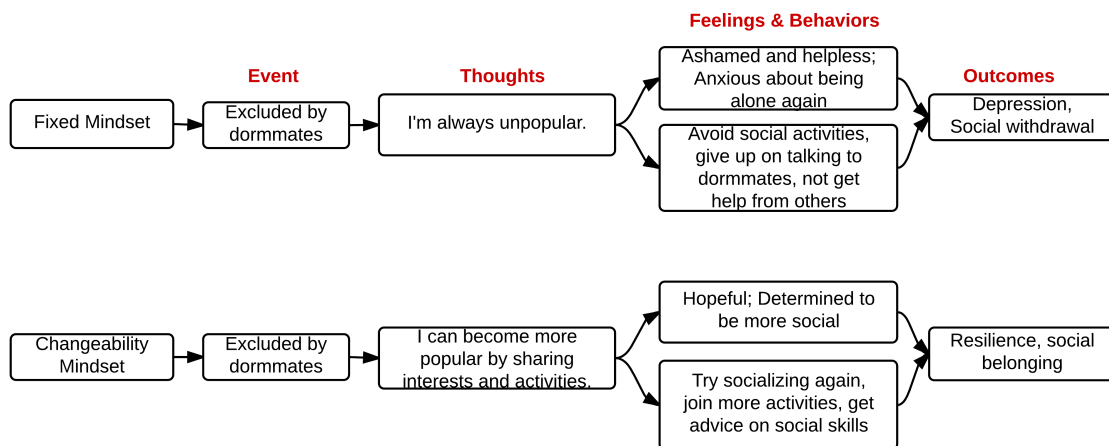 Feelings & Behaviors
Event
Thoughts
Outcomes
Fixed Mindset
Excluded by
dormmates
I'm always unpopular.
Ashamed and helpless;
Anxious about being
alone again
Avoid social activities,
give up on talking to
dormmates, not get
help from others
Depression,
Social withdrawal
Changeability
Mindset
Excluded by
dormmates
I can become more
popular by sharing
interests and activities.
Hopeful; Determined to
be more social
Try socializing again,
join more activities, get
advice on social skills
Resilience, social
belonging